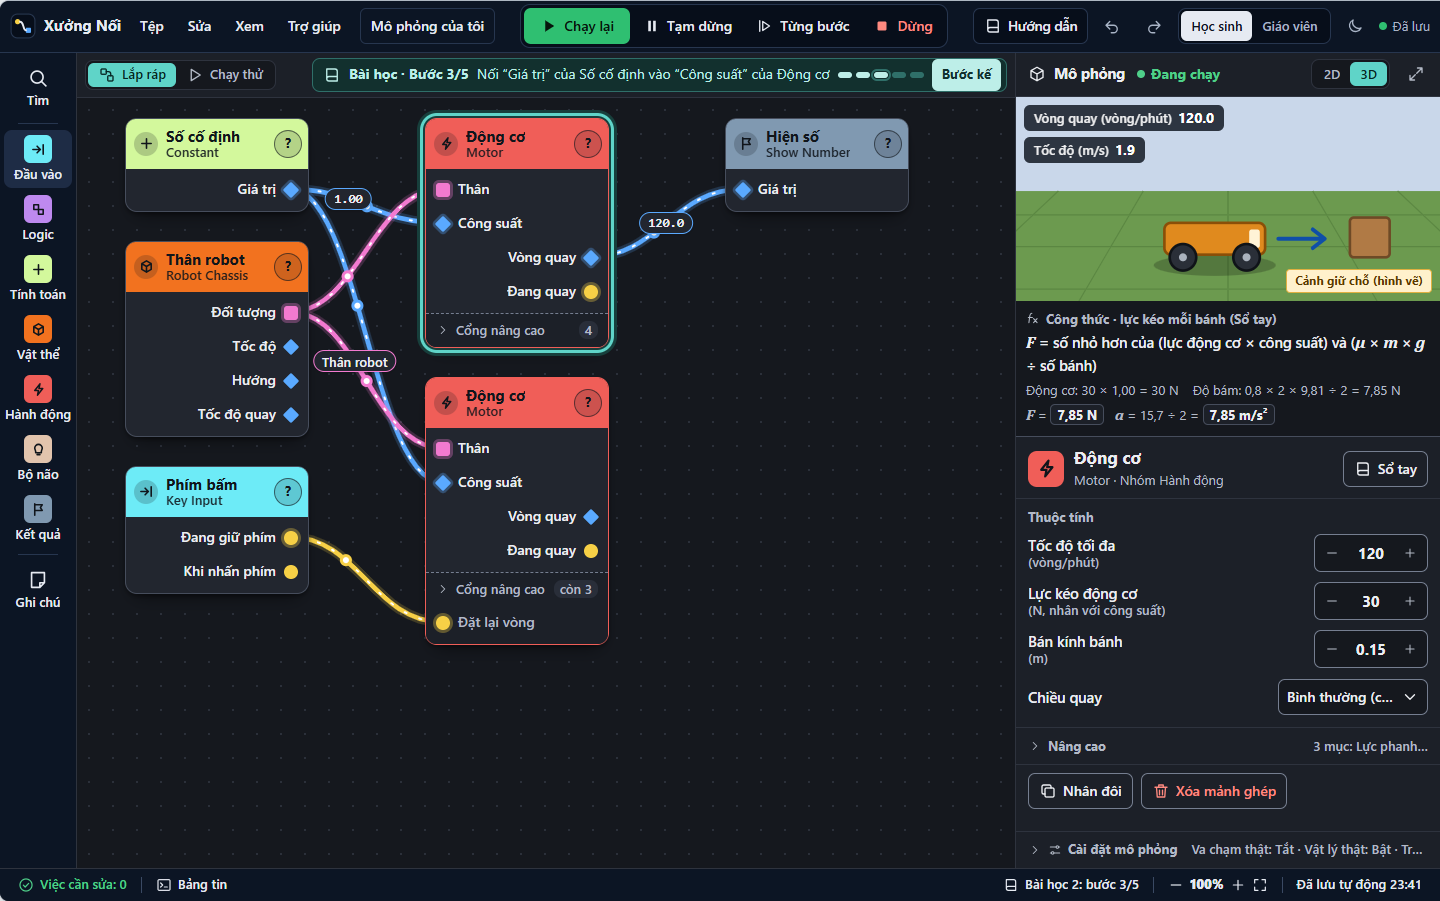 Xưởng Nối
Tệp
Sửa
Xem
Trợ giúp
Mô phỏng của tôi
Chạy lại
Tạm dừng
Từng bước
Dừng
Hướng dẫn
Học sinh
Giáo viên
Đã lưu
Tìm
Đầu vào
Logic
Tính toán
Vật thể
Hành động
Bộ não
Kết quả
Ghi chú
Lắp ráp
Chạy thử
Bài học · Bước 3/5 Nối “Giá trị” của Số cố định vào “Công suất” của Động cơ
Bước kế
Số cố định
Constant
?
Giá trị
1.00
Thân robot
Robot Chassis
?
Đối tượng
Tốc độ
Hướng
Tốc độ quay
Thân robot
Phím bấm
Key Input
?
Đang giữ phím
Khi nhấn phím
Động cơ
Motor
?
Thân
Công suất
Vòng quay
Đang quay
Cổng nâng cao 4
Động cơ
Motor
?
Thân
Công suất
Vòng quay
Đang quay
Cổng nâng cao còn 3
Đặt lại vòng
120.0
Hiện số
Show Number
?
Giá trị
Mô phỏng
Đang chạy
2D
3D
Vòng quay (vòng/phút) 120.0
Tốc độ (m/s) 1.9
Cảnh giữ chỗ (hình vẽ)
fx Công thức · lực kéo mỗi bánh (Sổ tay)
F = số nhỏ hơn của (lực động cơ × công suất) và (μ × m × g
÷ số bánh)
Động cơ: 30 × 1,00 = 30 N Độ bám: 0,8 × 2 × 9,81 ÷ 2 = 7,85 N
F = 7,85 N a = 15,7 ÷ 2 = 7,85 m/s²
Động cơ
Motor · Nhóm Hành động
Sổ tay
Thuộc tính
Tốc độ tối đa
(vòng/phút)
− 120 +
Lực kéo động cơ
(N, nhân với công suất)
− 30 +
Bán kính bánh
(m)
− 0.15 +
Chiều quay
Bình thường (c...
Nâng cao
3 mục: Lực phanh...
Nhân đôi
Xóa mảnh ghép
Cài đặt mô phỏng
Va chạm thật: Tắt · Vật lý thật: Bật · Tr...
Việc cần sửa: 0
Bảng tin
Bài học 2: bước 3/5
− 100% +
Đã lưu tự động 23:41